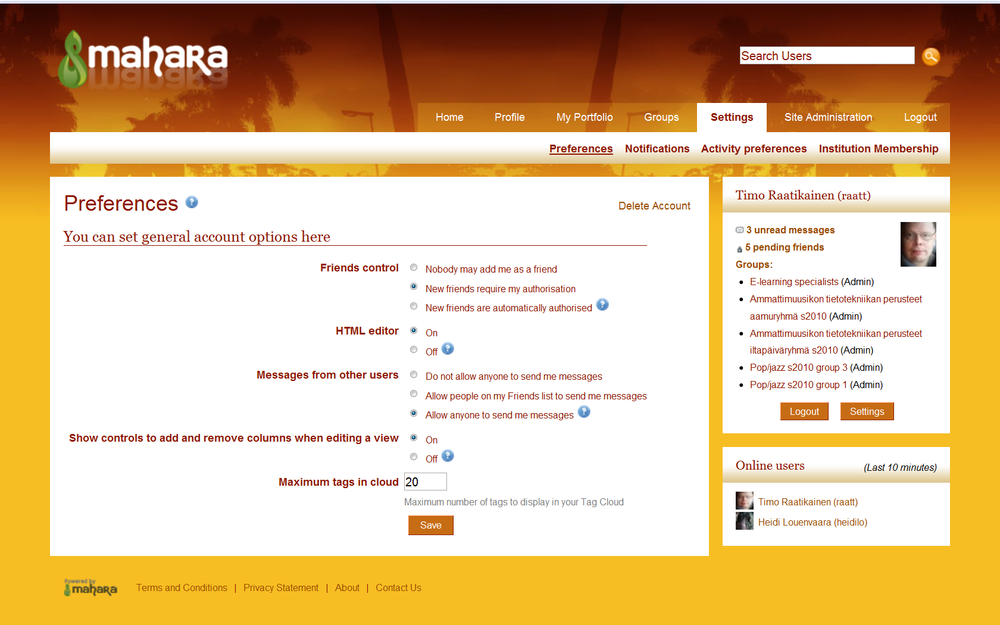 mahara
Search Users
Home Profile My Portfolio Groups Settings Site Administration Logout
Preferences Notifications Activity preferences Institution Membership
Preferences
Delete Account
You can set general account options here
Friends control
Nobody may add me as a friend
New friends require my authorisation
New friends are automatically authorised
HTML editor
On
Off
Messages from other users
Do not allow anyone to send me messages
Allow people on my Friends list to send me messages
Allow anyone to send me messages
Show controls to add and remove columns when editing a view
On
Off
Maximum tags in cloud
20
Maximum number of tags to display in your Tag Cloud
Save
Timo Raatikainen (raatt)
3 unread messages
5 pending friends
Groups:
E-learning specialists (Admin)
Ammattimuusikon tietotekniikan perusteet
aamuryhmä s2010 (Admin)
Ammattimuusikon tietotekniikan perusteet
iltapäiväryhmä s2010 (Admin)
Pop/jazz s2010 group 3 (Admin)
Pop/jazz s2010 group 1 (Admin)
Logout Settings
Online users (Last 10 minutes)
Timo Raatikainen (raatt)
Heidi Louenvaara (heidilo)
Powered by
mahara
Terms and Conditions | Privacy Statement | About | Contact Us